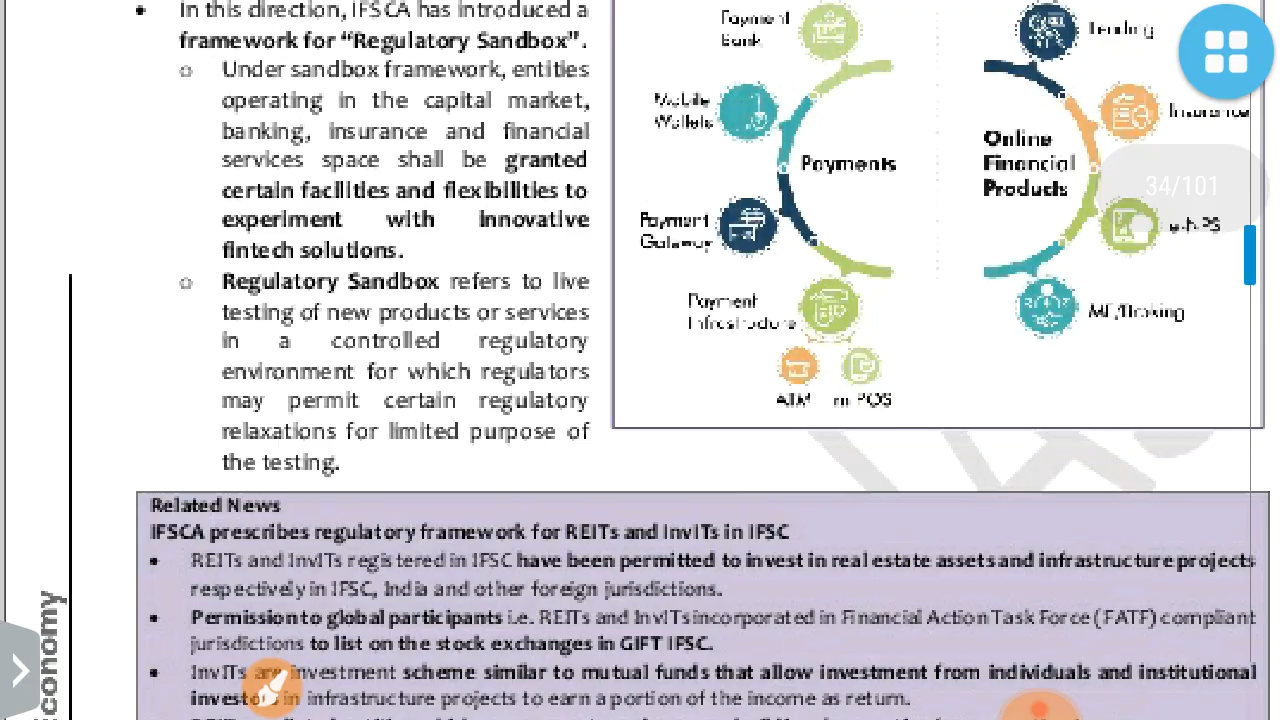 In this direction, IFSCA has introduced a
framework for “Regulatory Sandbox”.
Under sandbox framework, entities
operating in the capital market,
banking, insurance and financial
services space shall be granted
certain facilities and flexibilities to
experiment with innovative
fintech solutions.
Regulatory Sandbox refers to live
testing of new products or services
in a controlled regulatory
environment for which regulators
may permit certain regulatory
relaxations for limited purpose of
the testing.
Payment
Bank
Mobile
Wallets
Payments
Payment
Gateway
Payment
Infrastructure
ATM
m POS
Lending
Insurance
Online
Financial
Products
34/101
e-NPS
MF/Broking
Related News
IFSCA prescribes regulatory framework for REITs and InvITs in IFSC
REITs and InvITs registered in IFSC have been permitted to invest in real estate assets and infrastructure projects
respectively in IFSC, India and other foreign jurisdictions.
Permission to global participants i.e. REITs and InvITs incorporated in Financial Action Task Force (FATF) compliant
jurisdictions to list on the stock exchanges in GIFT IFSC.
InvITs are investment scheme similar to mutual funds that allow investment from individuals and institutional
investors in infrastructure projects to earn a portion of the income as return.
conomy